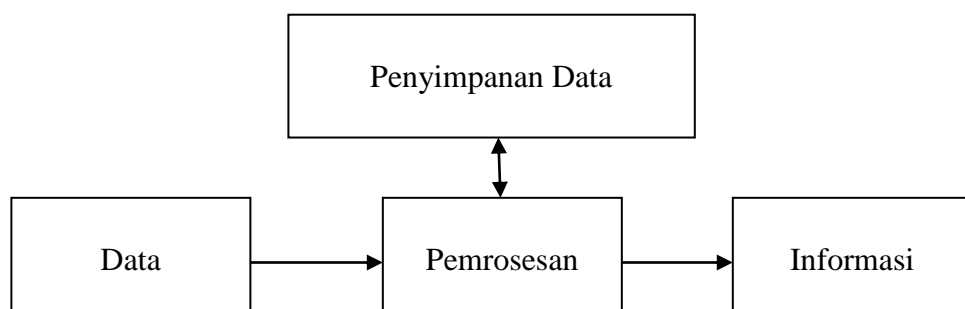 Penyimpanan Data
Data
Pemrosesan
Informasi